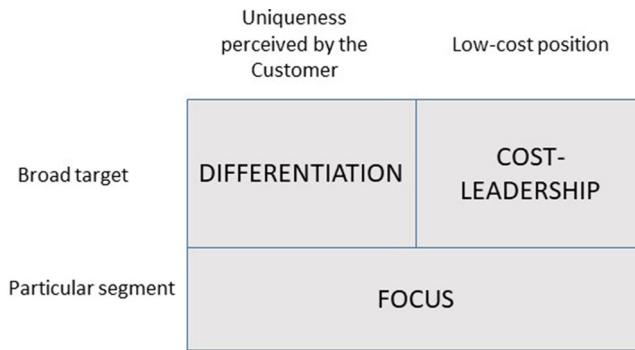 Uniqueness
perceived by the
Customer
Low-cost position
Broad target
DIFFERENTIATION
COST-
LEADERSHIP
Particular segment
FOCUS